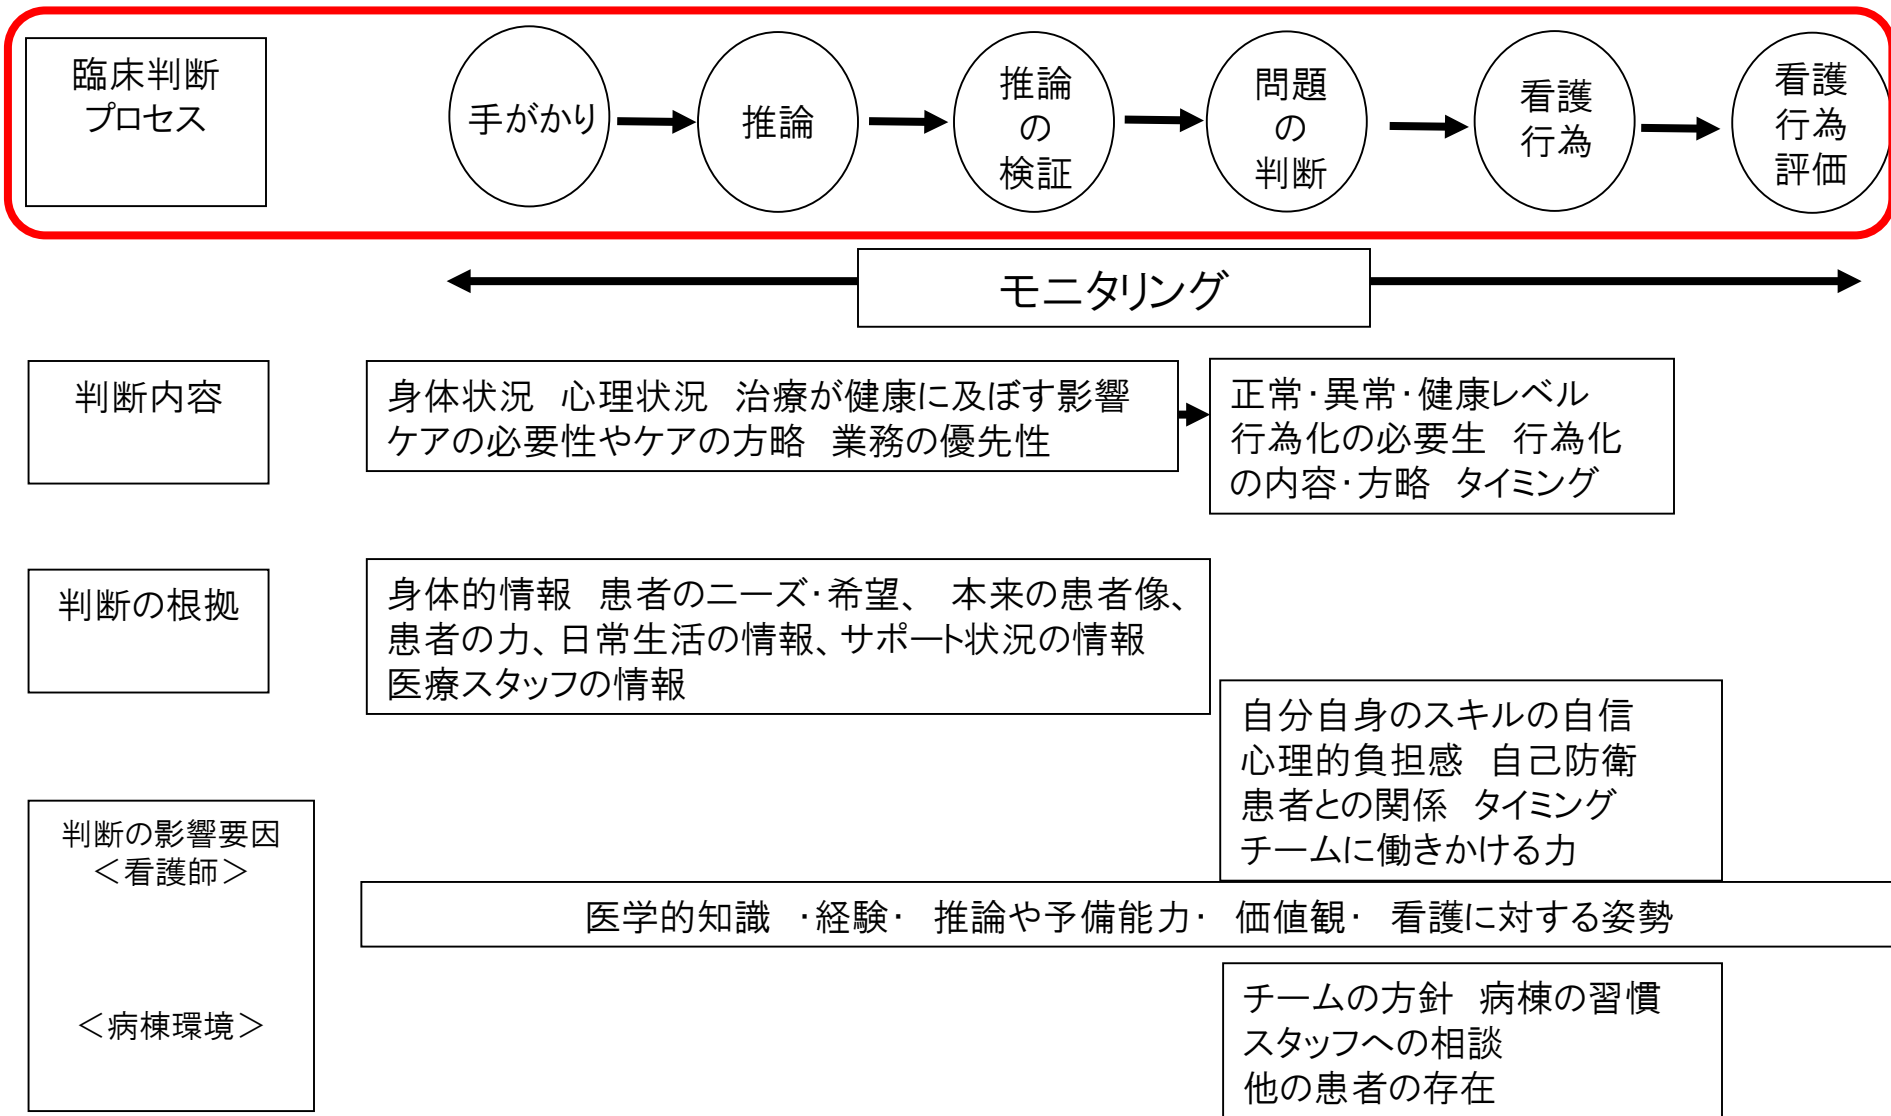 臨床判断
プロセス
手がかり
推論
推論
の
検証
問題
の
判断
看護
行為
看護
行為
評価
モニタリング
判断内容
身体状況　心理状況　治療が健康に及ぼす影響
ケアの必要性やケアの方略　業務の優先性
正常・異常・健康レベル
行為化の必要生　行為化
の内容・方略　タイミング
判断の根拠
身体的情報　患者のニーズ・希望、　本来の患者像、
患者の力、日常生活の情報、サポート状況の情報
医療スタッフの情報
自分自身のスキルの自信
心理的負担感　自己防衛
患者との関係　タイミング
チームに働きかける力
判断の影響要因
＜看護師＞
医学的知識　・経験・　推論や予備能力・　価値観・　看護に対する姿勢
＜病棟環境＞
チームの方針　病棟の習慣
スタッフへの相談
他の患者の存在